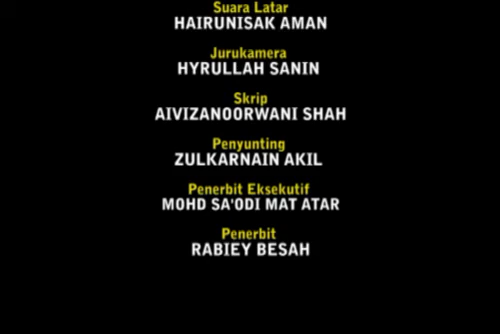 Suara Latar
HAIRUNISAK AMAN
Jurukamera
HYRULLAH SANIN
Skrip
AIVIZANOORWANI SHAH
Penyunting
ZULKARNAIN AKIL
Penerbit Eksekutif
MOHD SA'ODI MAT ATAR
Penerbit
RABIEY BESAH